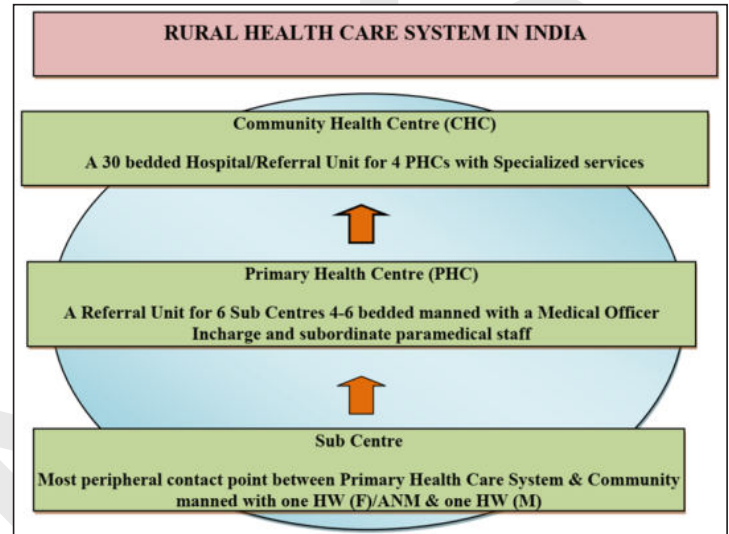 RURAL HEALTH CARE SYSTEM IN INDIA
Community Health Centre (CHC)
A 30 bedded Hospital/Referral Unit for 4 PHCs with Specialized services
Primary Health Centre (PHC)
A Referral Unit for 6 Sub Centres 4-6 bedded manned with a Medical Officer
Incharge and subordinate paramedical staff
Sub Centre
Most peripheral contact point between Primary Health Care System & Community
manned with one HW (F)/ANM & one HW (M)